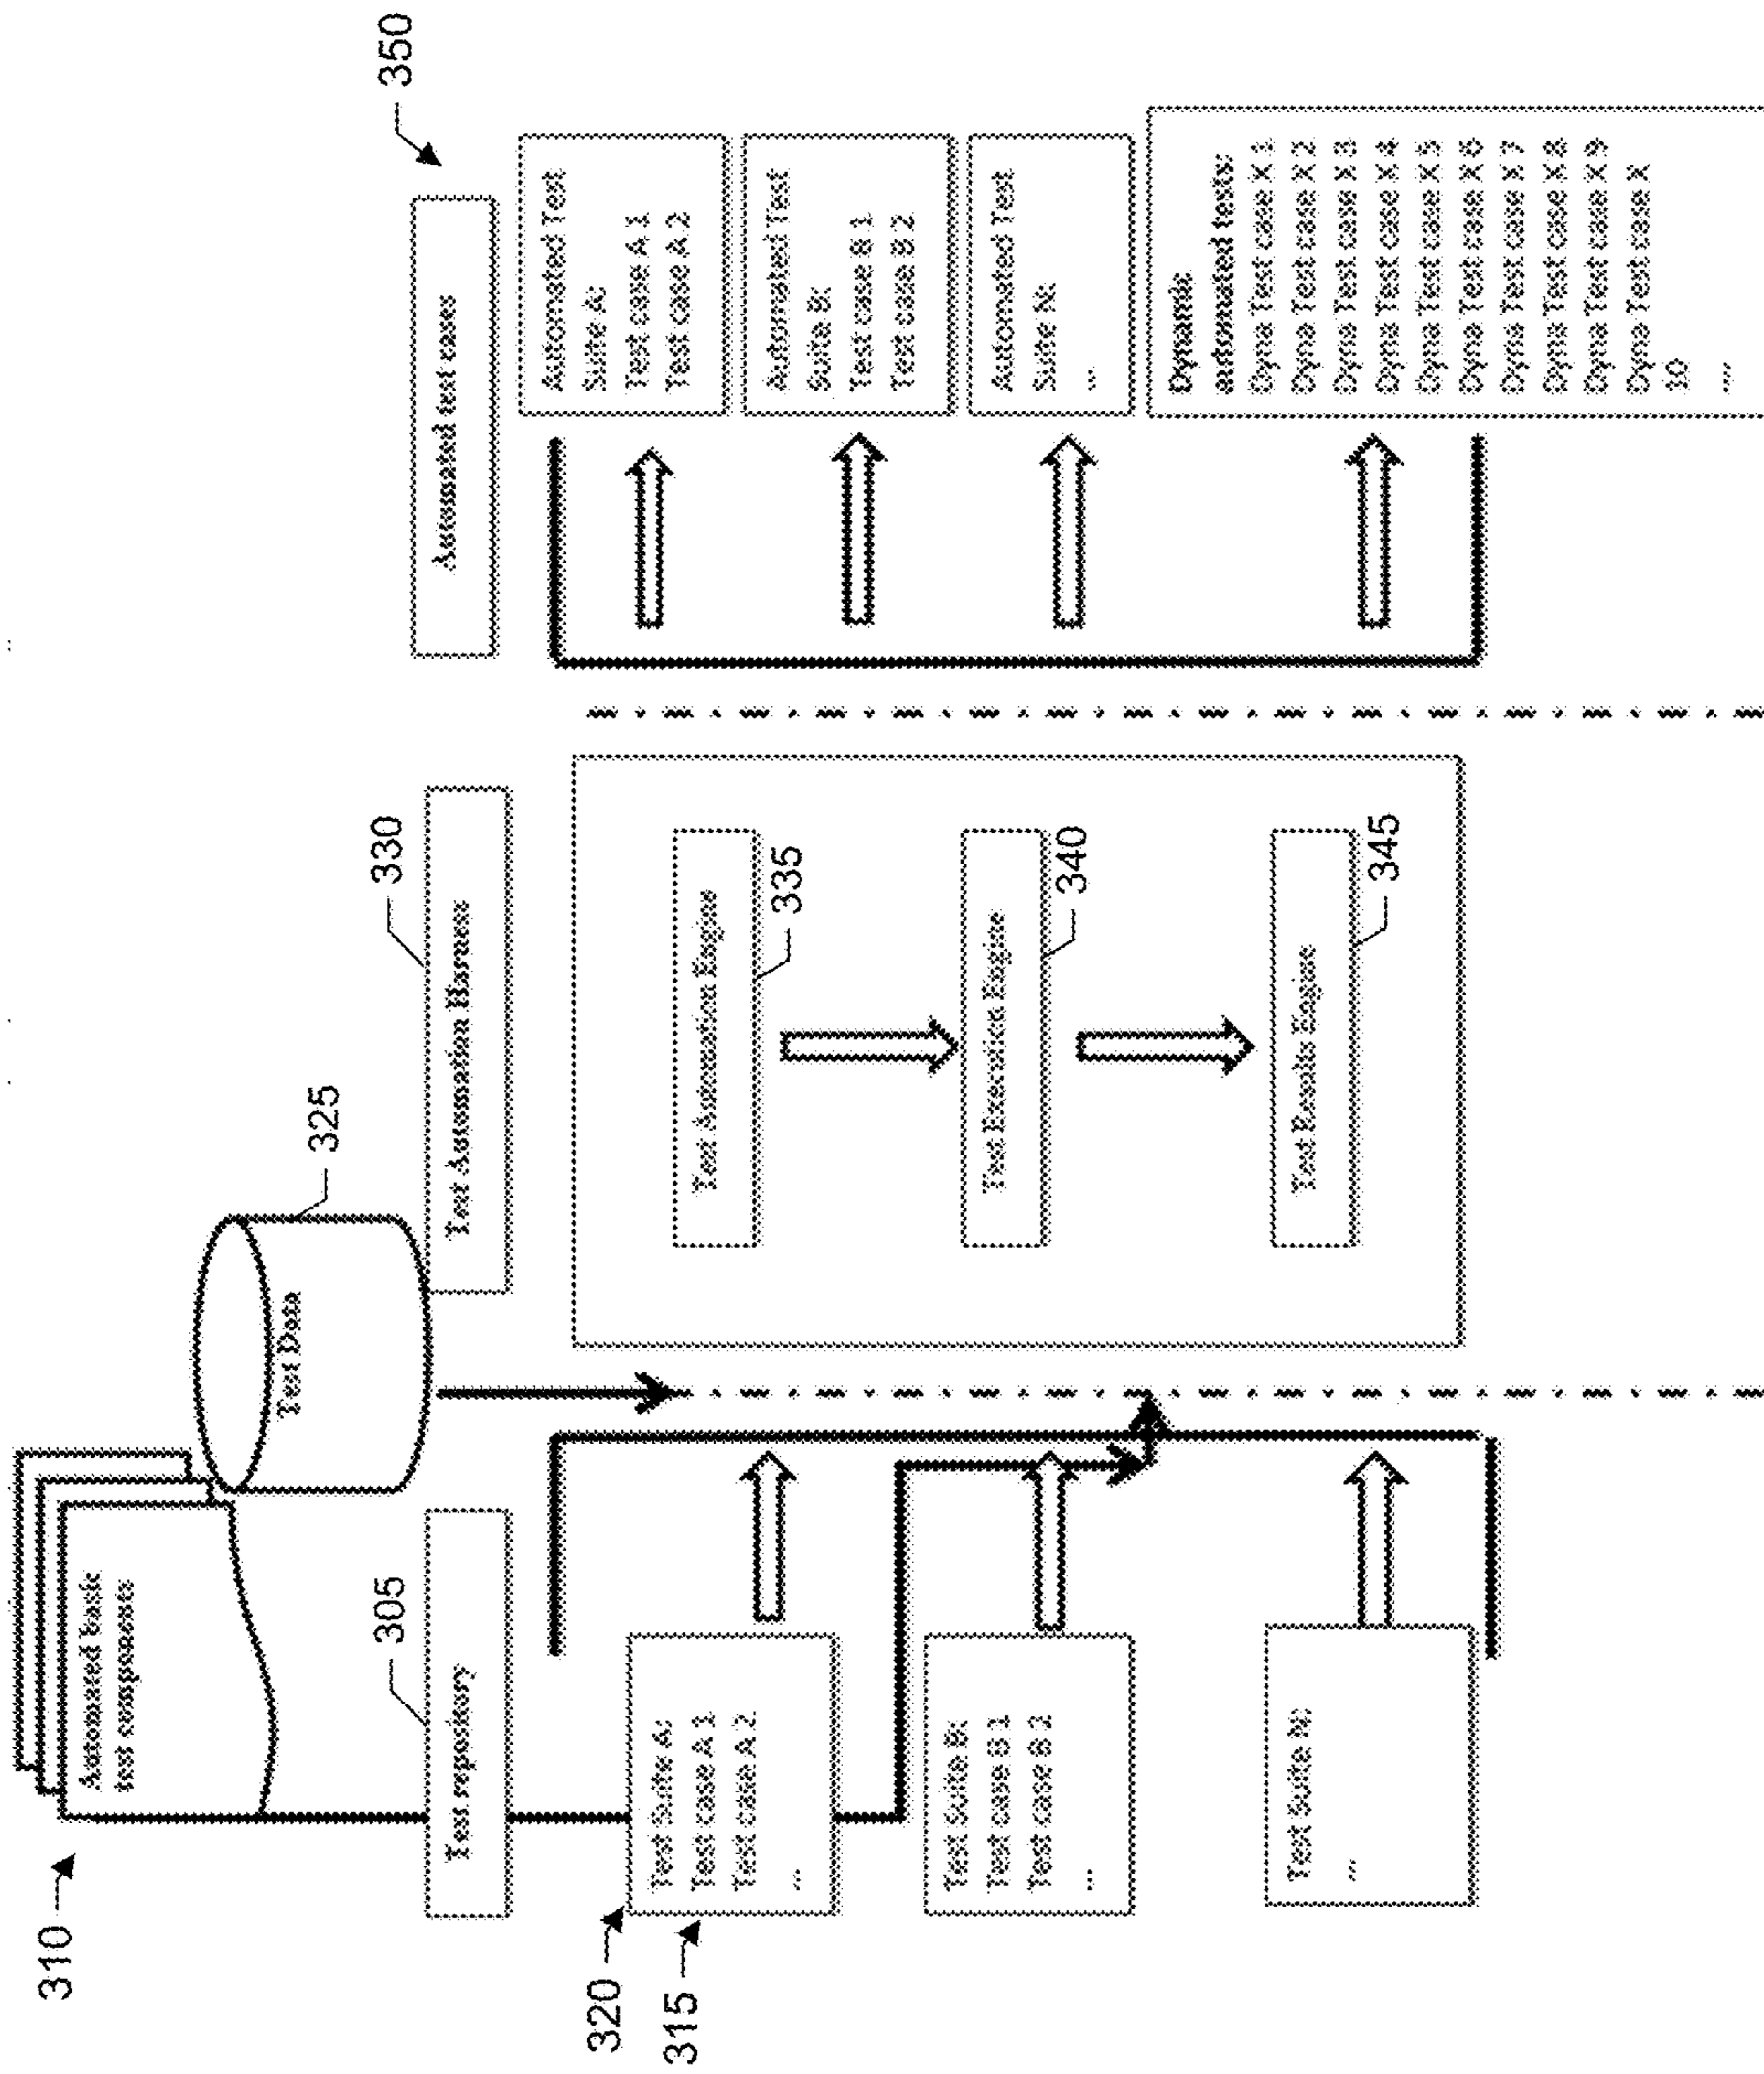 310
Automated basic
test components
Test Data
325
305
Test repository
320
315
Test Suite A:
Test case A 1
Test case A 2
...
Test Suite B:
Test case B 1
Test case B 2
...
Test Suite N:
...
330
Test Automation Harness
Test Automation Engine
335
Test Execution Engine
340
Test Results Engine
345
350
Automated test cases
Automated Test
Suite A:
Test case A 1
Test case A 2
Automated Test
Suite B:
Test case B 1
Test case B 2
Automated Test
Suite N:
...
Dynamic
automated tests:
Dyna Test case X 1
Dyna Test case X 2
Dyna Test case X 3
Dyna Test case X 4
Dyna Test case X 5
Dyna Test case X 6
Dyna Test case X 7
Dyna Test case X 8
Dyna Test case X 9
Dyna Test case X
10
...